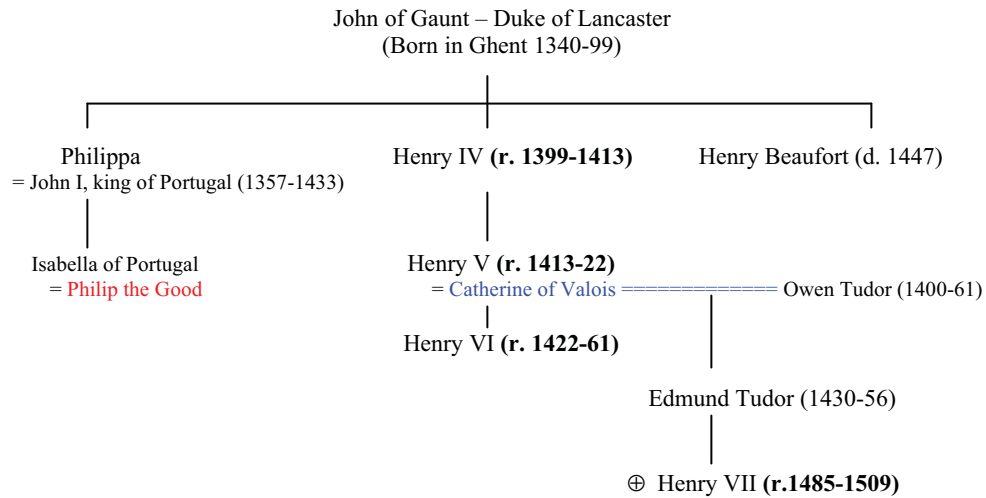 John of Gaunt – Duke of Lancaster
(Born in Ghent 1340-99)
Philippa
= John I, king of Portugal (1357-1433)
Henry IV (r. 1399-1413)
Henry Beaufort (d. 1447)
Isabella of Portugal
= Philip the Good
Henry V (r. 1413-22)
= Catherine of Valois ============= Owen Tudor (1400-61)
Henry VI (r. 1422-61)
Edmund Tudor (1430-56)
⊕ Henry VII (r.1485-1509)